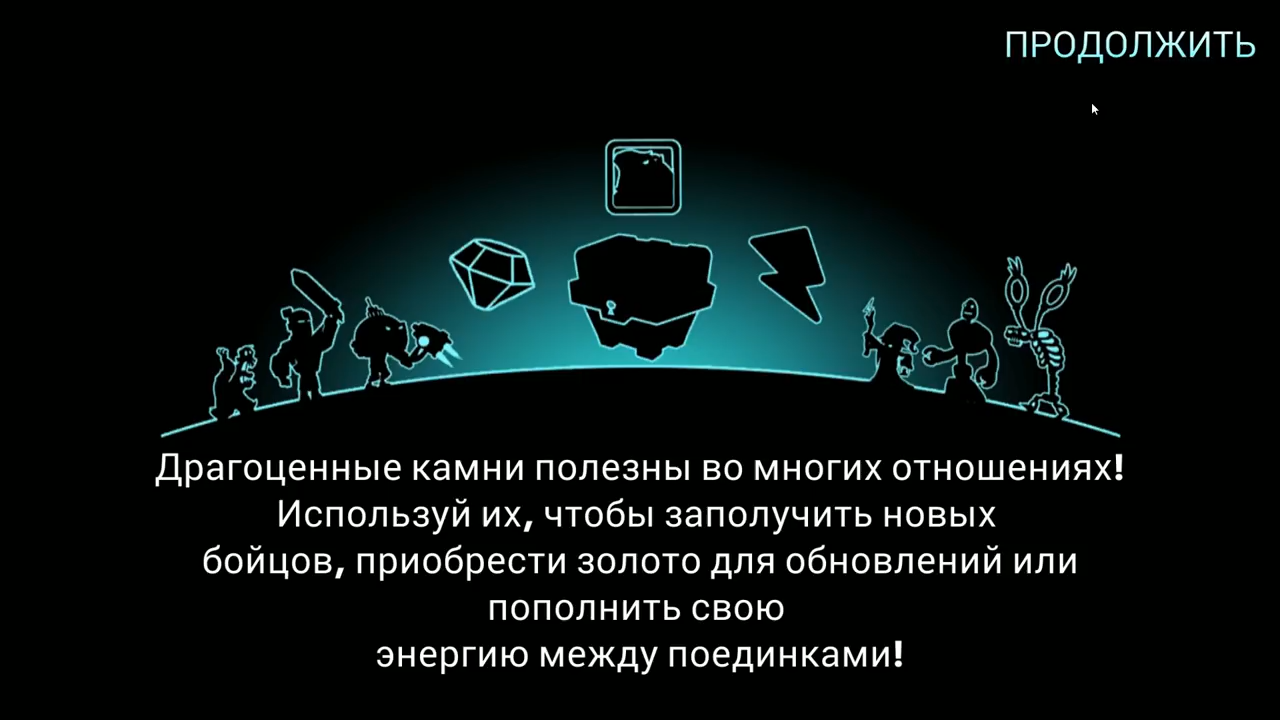 ПРОДОЛЖИТЬ
Драгоценные камни полезны во многих отношениях!
Используй их, чтобы заполучить новых
бойцов, приобрести золото для обновлений или
пополнить свою
энергию между поединками!